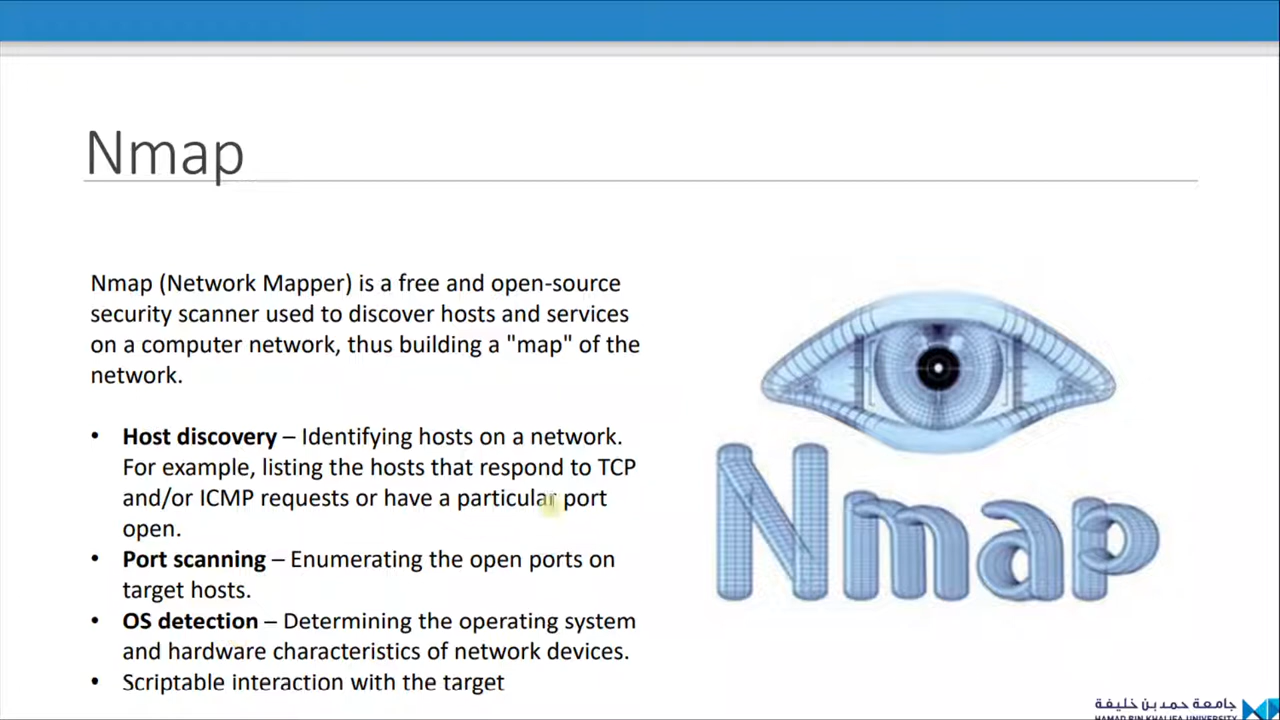 Nmap
Nmap (Network Mapper) is a free and open-source
security scanner used to discover hosts and services
on a computer network, thus building a "map" of the
network.
• Host discovery – Identifying hosts on a network.
For example, listing the hosts that respond to TCP
and/or ICMP requests or have a particular port
open.
• Port scanning – Enumerating the open ports on
target hosts.
• OS detection – Determining the operating system
and hardware characteristics of network devices.
• Scriptable interaction with the target
Nmap
جامعة حمد بن خليفة
HAMAD BIN KHALIFA UNIVERSITY